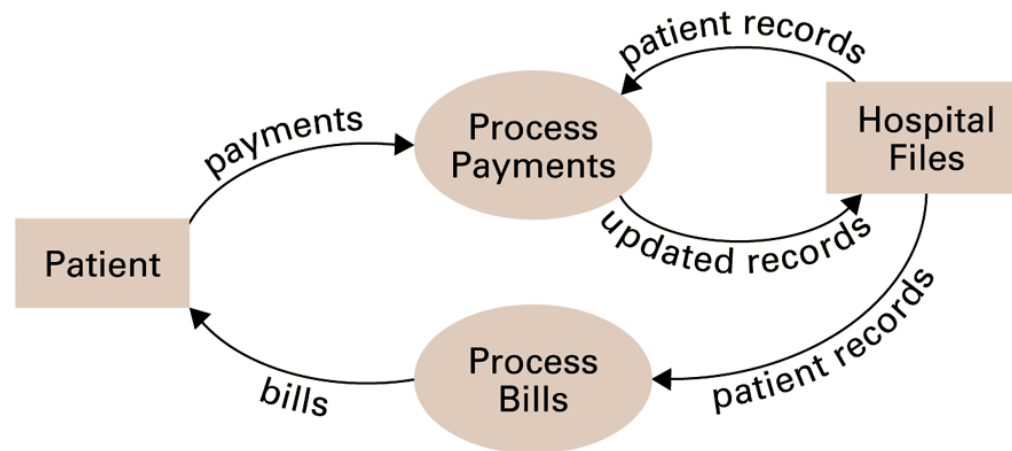 patient records
payments
Process
Payments
Hospital
Files
updated records
Patient
Process
Bills
patient records
bills